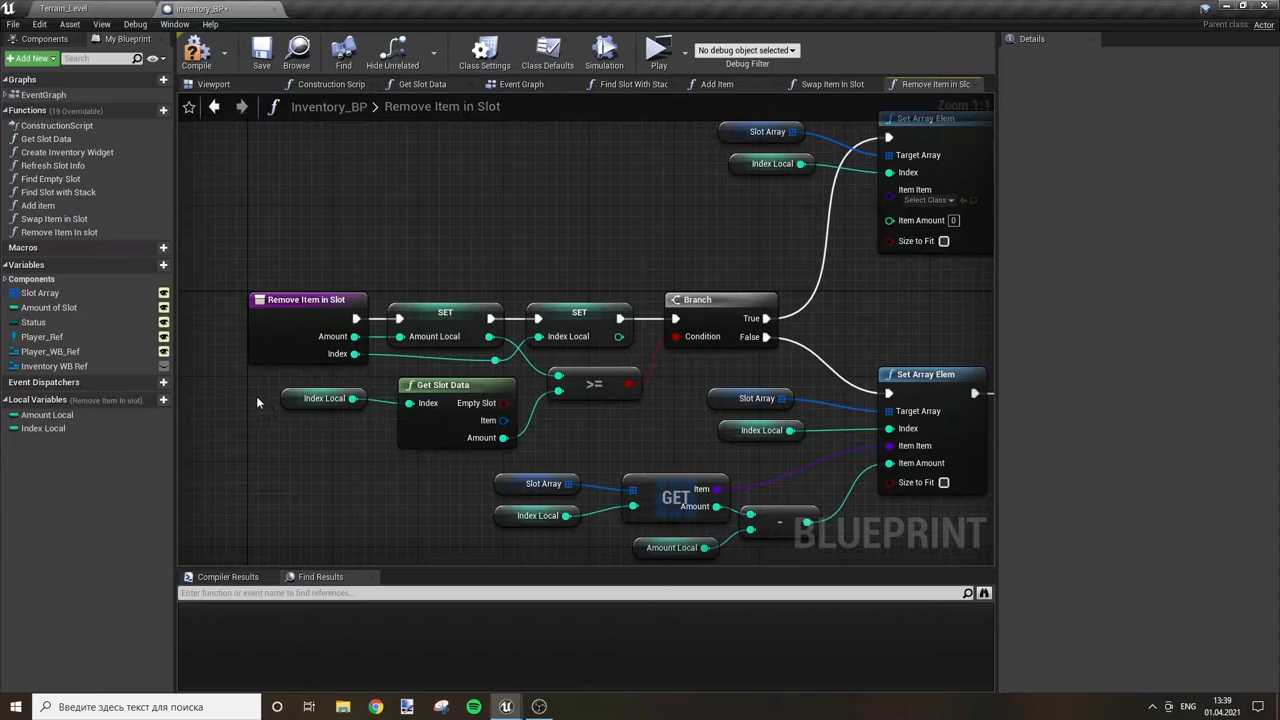 Terrain_Level
Inventory_BP*
File
Edit
Asset
View
Debug
Window
Help
Parent class:
Actor
Components
My Blueprint
Add New
Search
Compile
Save
Browse
Find
Hide Unrelated
Class Settings
Class Defaults
Simulation
Play
No debug object selected
Debug Filter
Details
Viewport
Construction Scrip
Get Slot Data
Event Graph
Find Slot With Stac
Add Item
Swap Item In Slot
Remove Item in Slc
Inventory_BP > Remove Item in Slot
Zoom 1:1
Graphs
EventGraph
Functions (19 Overridable)
ConstructionScript
Get Slot Data
Create Inventory Widget
Refresh Slot Info
Find Empty Slot
Find Slot with Stack
Add item
Swap Item in Slot
Remove Item In slot
Macros
Variables
Components
Slot Array
Amount of Slot
Status
Player_Ref
Player_WB_Ref
Inventory WB Ref
Event Dispatchers
Local Variables (Remove Item In slot)
Amount Local
Index Local
Slot Array
Index Local
Set Array Elem
Target Array
Index
Item Item
Select Class
Item Amount 0
Size to Fit
Remove Item in Slot
Amount
Index
SET
Amount Local
SET
Index Local
Branch
Condition
True
False
Index Local
Get Slot Data
Index
Empty Slot
Item
Amount
>=
Slot Array
Index Local
Set Array Elem
Target Array
Index
Item Item
Item Amount
Size to Fit
Slot Array
Index Local
GET
Item
Amount
-
Amount Local
BLUEPRINT
Compiler Results
Find Results
Enter function or event name to find references...
Введите здесь текст для поиска
ENG
13:39
01.04.2021